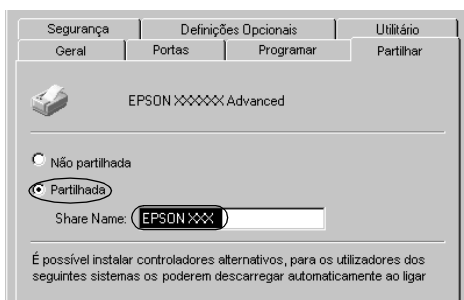 Segurança Definições Opcionais Utilitário
Geral Portas Programar Partilhar
EPSON XXXXXX Advanced
Não partilhada
Partilhada
Share Name: EPSON XXX
É possível instalar controladores alternativos, para os utilizadores dos
seguintes sistemas os poderem descarregar automaticamente ao ligar